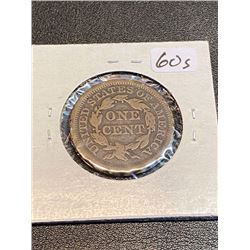 60s
UNITED STATES OF AMERICA
ONE
CENT